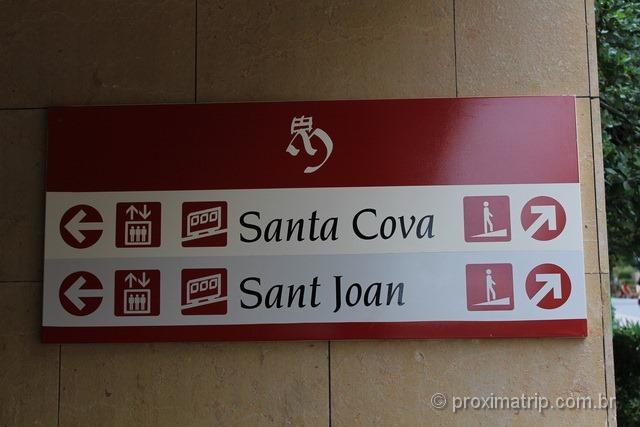 Santa Cova
Sant Joan
© proximatrip.com.br